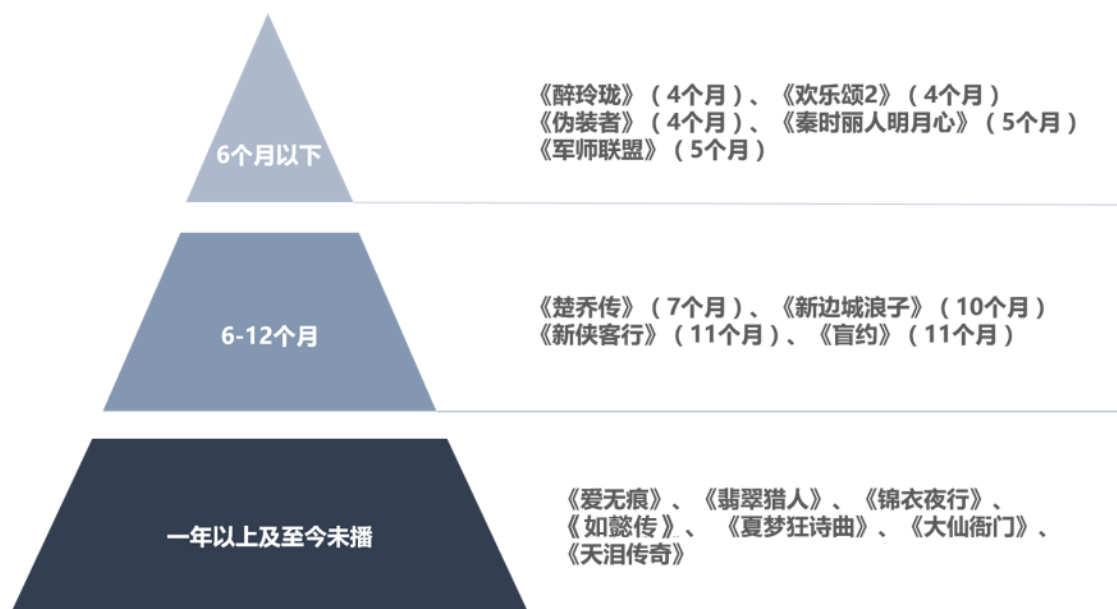 《醉玲珑》（4个月）、《欢乐颂2》（4个月）
《伪装者》（4个月）、《秦时丽人明月心》（5个月）
《军师联盟》（5个月）
6个月以下
《楚乔传》（7个月）、《新边城浪子》（10个月）
《新侠客行》（11个月）、《盲约》（11个月）
6-12个月
《爱无痕》、《翡翠猎人》、《锦衣夜行》、
《如懿传》、《夏梦狂诗曲》、《大仙衙门》、
《天泪传奇》
一年以上及至今未播